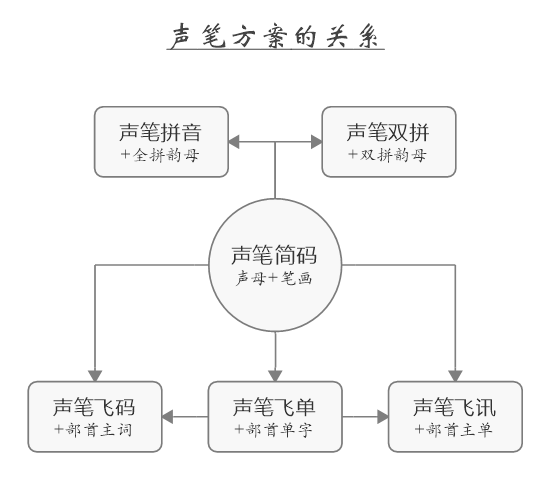 声笔方案的关系
声笔拼音
+全拼韵母
声笔双拼
+双拼韵母
声笔简码
声母+笔画
声笔飞码
+部首主词
声笔飞单
+部首单字
声笔飞讯
+部首主单